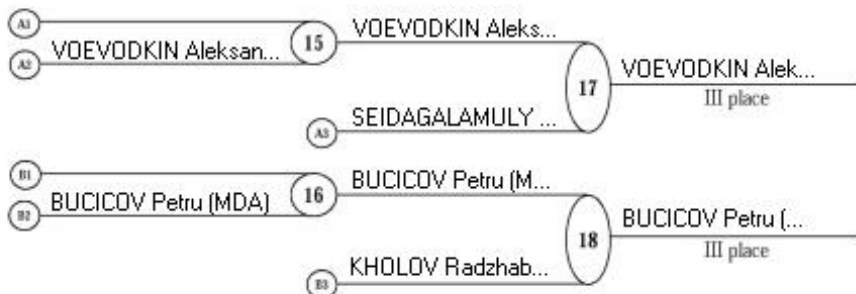 A1
VOEVODKIN Aleks...
15
A2
VOEVODKIN Aleksan...
17
VOEVODKIN Alek...
III place
A3
SEIDAGALAMULY ...
B1
BUCICOV Petru (M...
16
B2
BUCICOV Petru (MDA)
18
BUCICOV Petru (...
III place
B3
KHOLOV Radzhab...